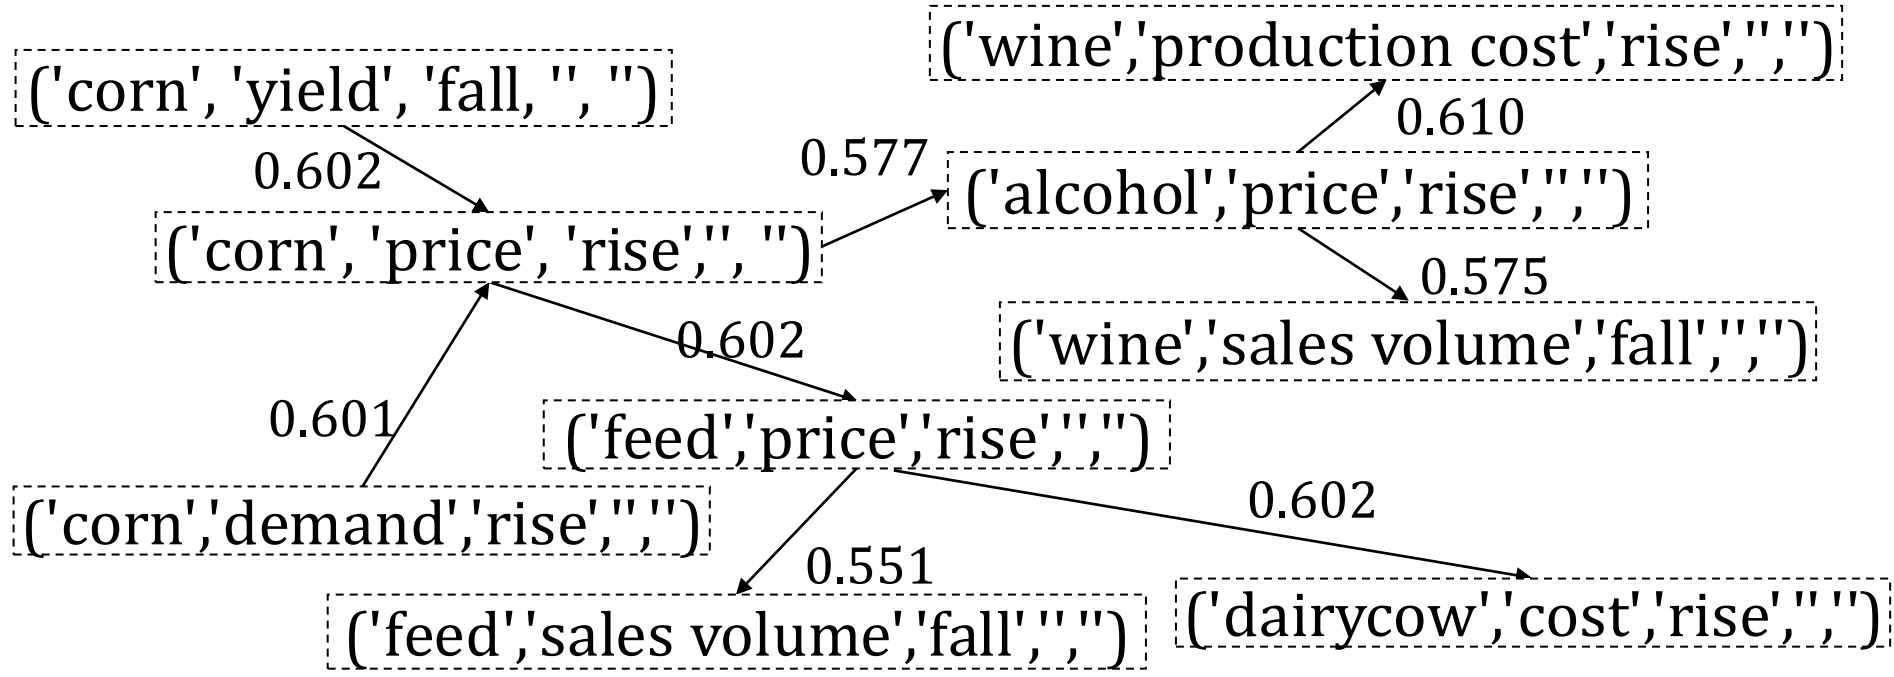 ('wine','production cost','rise','','')
('corn', 'yield', 'fall, '', '')
0.610
0.602
0.577
('alcohol','price','rise','','')
('corn', 'price', 'rise','', '')
0.575
0.602
('wine','sales volume','fall','','')
0.601
('feed','price','rise','','')
0.602
('corn','demand','rise','','')
0.551
('feed','sales volume','fall','','')
('dairycow','cost','rise','','')